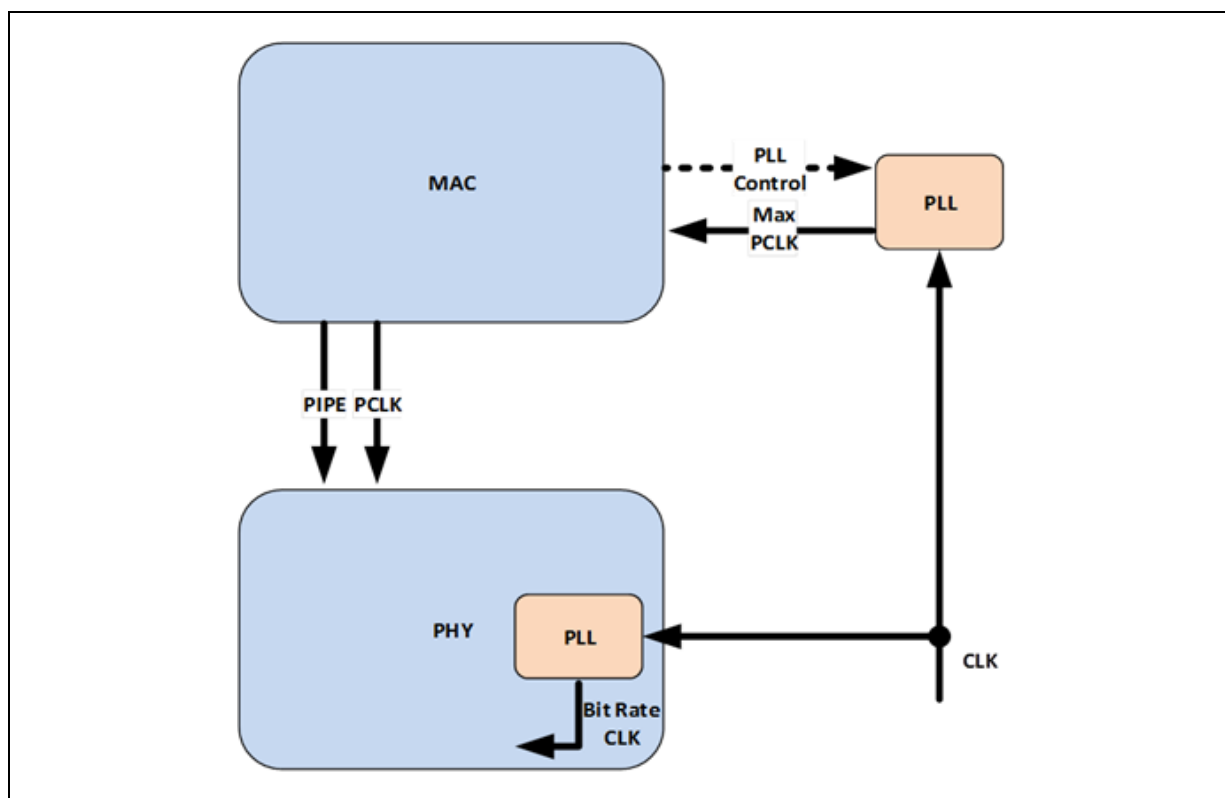 MAC
PLL
Control
PLL
Max
PCLK
PIPE PCLK
PHY
PLL
CLK
Bit Rate
CLK